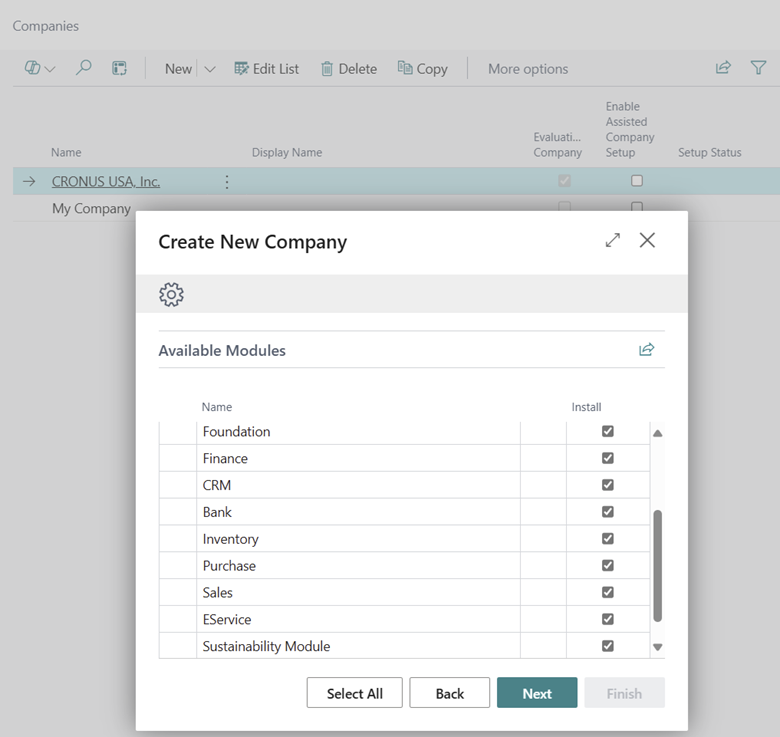 Companies
New Edit List Delete Copy More options
Enable
Assisted
Evaluati... Company
Name Display Name Company Setup Setup Status
CRONUS USA, Inc.
My Company
Create New Company
Available Modules
Name Install
Foundation
Finance
CRM
Bank
Inventory
Purchase
Sales
EService
Sustainability Module
Select All Back Next Finish